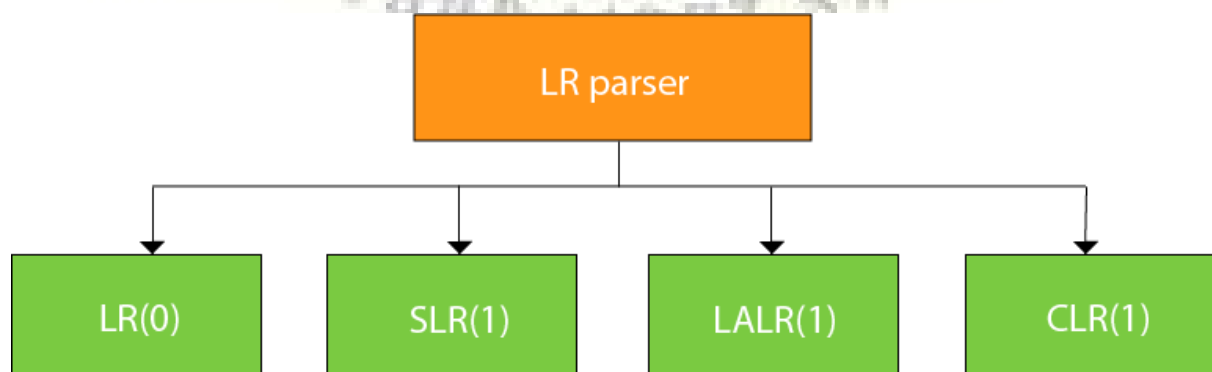 LR parser
LR(0)
SLR(1)
LALR(1)
CLR(1)